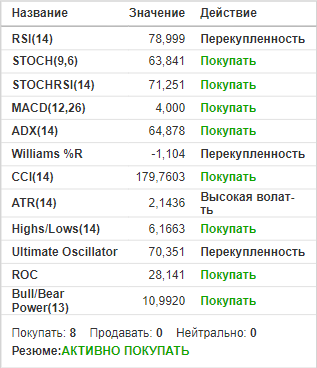 Название Значение Действие
RSI(14) 78,999 Перекупленность
STOCH(9,6) 63,841 Покупать
STOCHRSI(14) 71,251 Покупать
MACD(12,26) 4,000 Покупать
ADX(14) 64,878 Покупать
Williams %R -1,104 Перекупленность
CCI(14) 179,7603 Покупать
ATR(14) 2,1436 Высокая волат-
ть
Highs/Lows(14) 6,1663 Покупать
Ultimate Oscillator 70,351 Перекупленность
ROC 28,141 Покупать
Bull/Bear
Power(13) 10,9920 Покупать
Покупать: 8 Продавать: 0 Нейтрально: 0
Резюме:АКТИВНО ПОКУПАТЬ